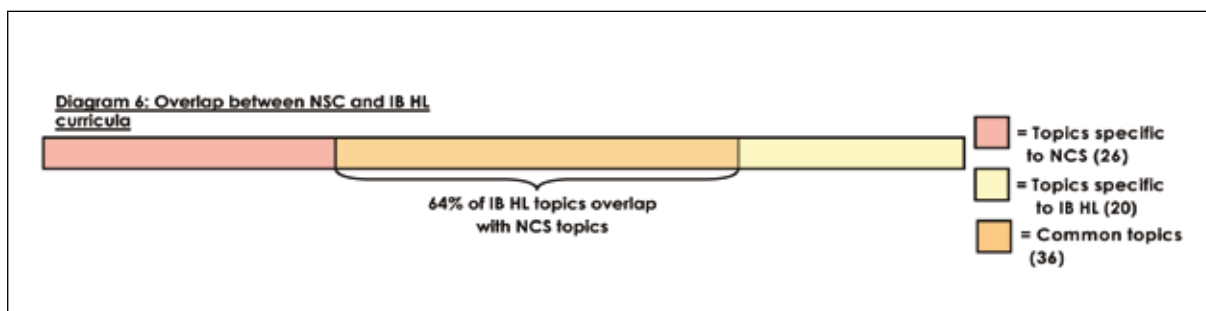 Diagram 6: Overlap between NSC and IB HL
curricula
64% of IB HL topics overlap
with NCS topics
= Topics specific
to NCS (26)
= Topics specific
to IB HL (20)
= Common topics
(36)